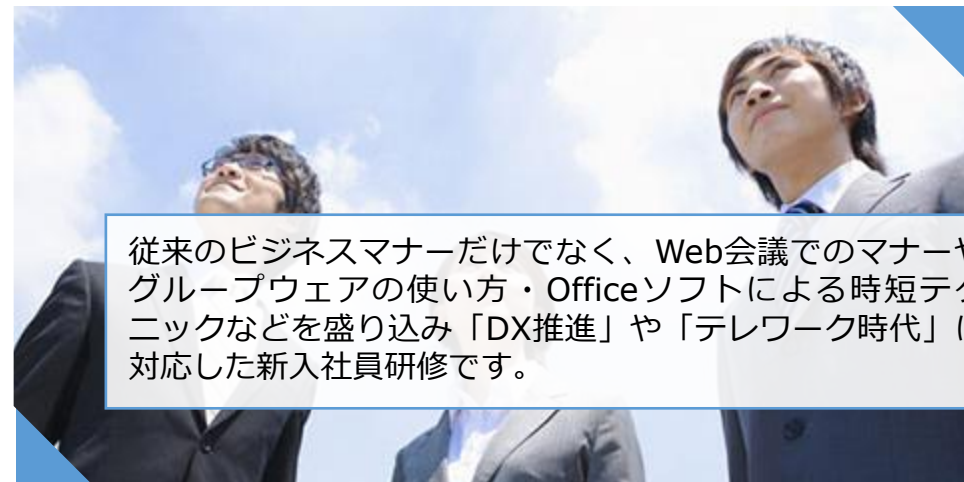 従来のビジネスマナーだけでなく、Web会議でのマナーや
グループウェアの使い方・Officeソフトによる時短テク
ニックなどを盛り込み「DX推進」や「テレワーク時代」に
対応した新入社員研修です。